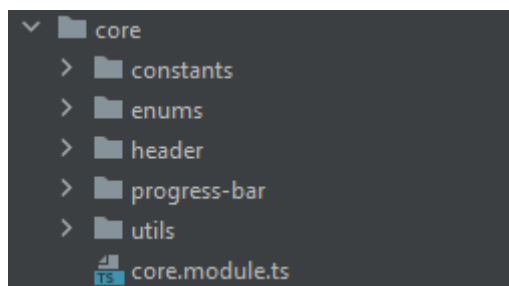 core
constants
enums
header
progress-bar
utils
TS core.module.ts